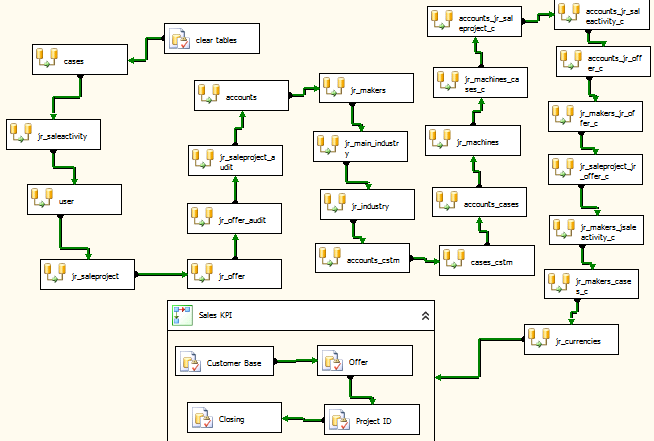 clear tables
cases
jr_saleactivity
user
jr_saleproject
jr_offer
jr_offer_audit
jr_saleproject_a
udit
accounts
jr_makers
jr_main_industr
y
jr_industry
accounts_cstm
cases_cstm
accounts_cases
jr_machines
jr_machines_ca
ses_c
accounts_jr_sal
eproject_c
accounts_jr_sal
eactivity_c
accounts_jr_off
er_c
jr_makers_jr_of
fer_c
jr_saleproject_jr
_offer_c
jr_makers_jsale
activity_c
jr_makers_case
s_c
jr_currencies
Sales KPI
Customer Base
Offer
Project ID
Closing